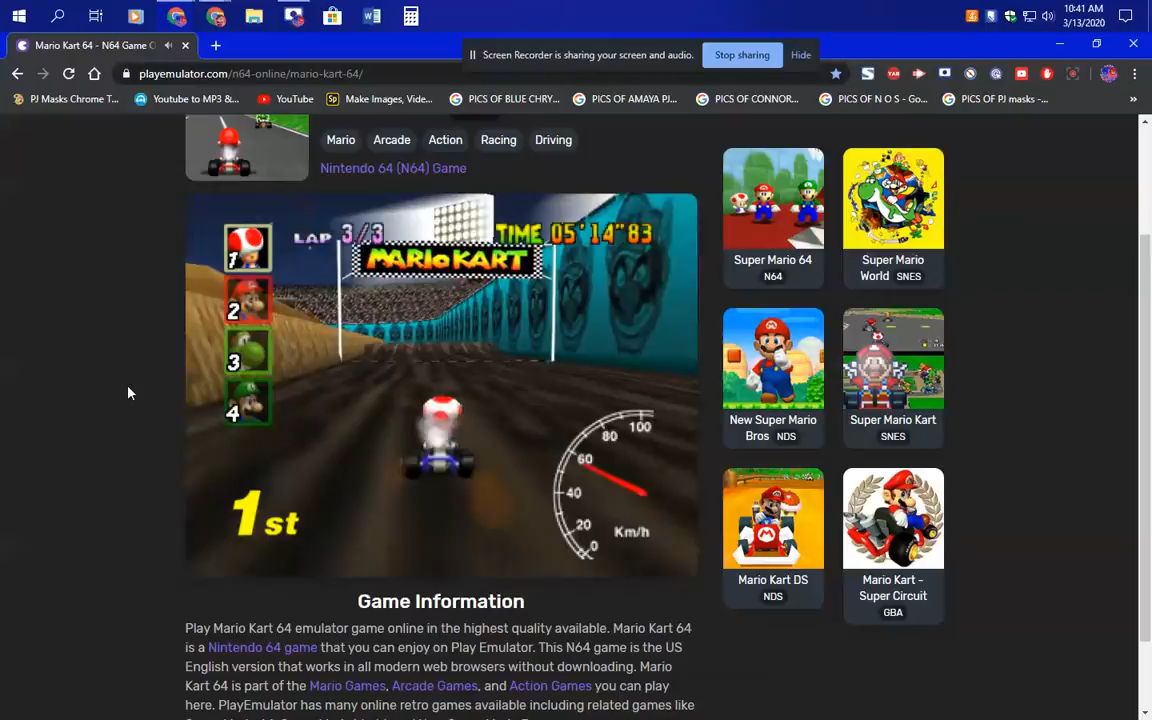 10:41 AM
3/13/2020
Mario Kart 64 - N64 Game
Screen Recorder is sharing your screen and audio.
Stop sharing
Hide
playemulator.com/n64-online/mario-kart-64/
PJ Masks Chrome T...
Youtube to MP3 &...
YouTube
Sp
Make Images, Vide...
PICS OF BLUE CHRY...
PICS OF AMAYA PJ...
PICS OF CONNOR...
PICS OF N O S - Go...
PICS OF PJ masks -...
»
Mario
Arcade
Action
Racing
Driving
Nintendo 64 (N64) Game
LAP 3/3
TIME 05'14"83
MARIO KART
1
2
3
4
1st
100
80
60
40
20
0
Km/h
Super Mario 64
N64
Super Mario
World SNES
New Super Mario
Bros NDS
Super Mario Kart
SNES
Mario Kart DS
NDS
Mario Kart -
Super Circuit
GBA
Game Information
Play Mario Kart 64 emulator game online in the highest quality available. Mario Kart 64
is a Nintendo 64 game that you can enjoy on Play Emulator. This N64 game is the US
English version that works in all modern web browsers without downloading. Mario
Kart 64 is part of the Mario Games, Arcade Games, and Action Games you can play
here. PlayEmulator has many online retro games available including related games like